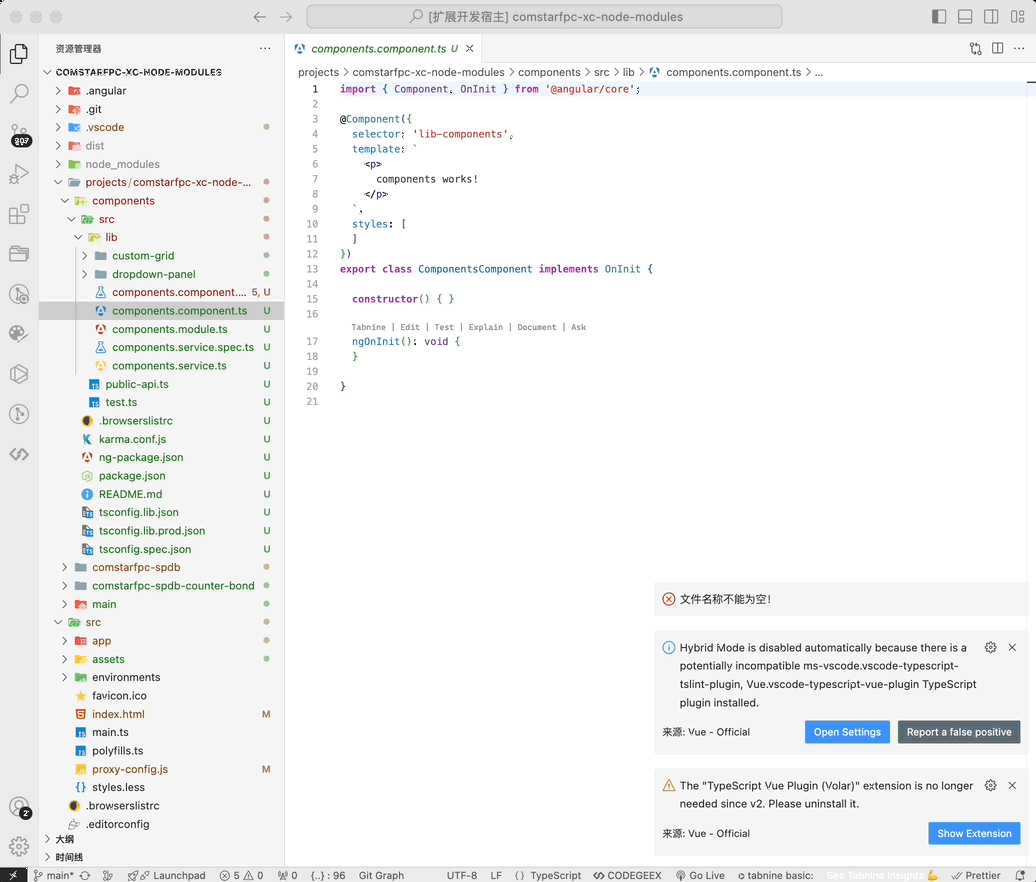 [扩展开发宿主] comstarfpc-xc-node-modules
资源管理器
COMSTARFPC-XC-NODE-MODULES
.angular
.git
.vscode
dist
node_modules
projects/comstarfpc-xc-node-...
components
src
lib
custom-grid
dropdown-panel
components.component.... 5, U
components.component.ts U
components.module.ts U
components.service.spec.ts U
components.service.ts U
public-api.ts U
test.ts U
.browserslistrc U
karma.conf.js U
ng-package.json U
package.json U
README.md U
tsconfig.lib.json U
tsconfig.lib.prod.json U
tsconfig.spec.json U
comstarfpc-spdb
comstarfpc-spdb-counter-bond
main
src
app
assets
environments
favicon.ico
index.html M
main.ts
polyfills.ts
proxy-config.js M
styles.less
.browserslistrc
.editorconfig
大纲
时间线
207
2
components.component.ts U
projects > comstarfpc-xc-node-modules > components > src > lib > components.component.ts > ...
1 import { Component, OnInit } from '@angular/core';
2
3 @Component({
4 selector: 'lib-components',
5 template: `
6 <p>
7 components works!
8 </p>
9 `,
10 styles: [
11 ]
12 })
13 export class ComponentsComponent implements OnInit {
14
15 constructor() { }
16
Tabnine | Edit | Test | Explain | Document | Ask
17 ngOnInit(): void {
18 }
19
20 }
21
文件名称不能为空!
Hybrid Mode is disabled automatically because there is a
potentially incompatible ms-vscode.vscode-typescript-
tslint-plugin, Vue.vscode-typescript-vue-plugin TypeScript
plugin installed.
来源: Vue - Official
Open Settings
Report a false positive
The "TypeScript Vue Plugin (Volar)" extension is no longer
needed since v2. Please uninstall it.
来源: Vue - Official
Show Extension
main* Launchpad 5 0 0 {..} : 96 Git Graph UTF-8 LF {} TypeScript CODEGEEX Go Live tabnine basic: See Tabnine Insights 💪 Prettier